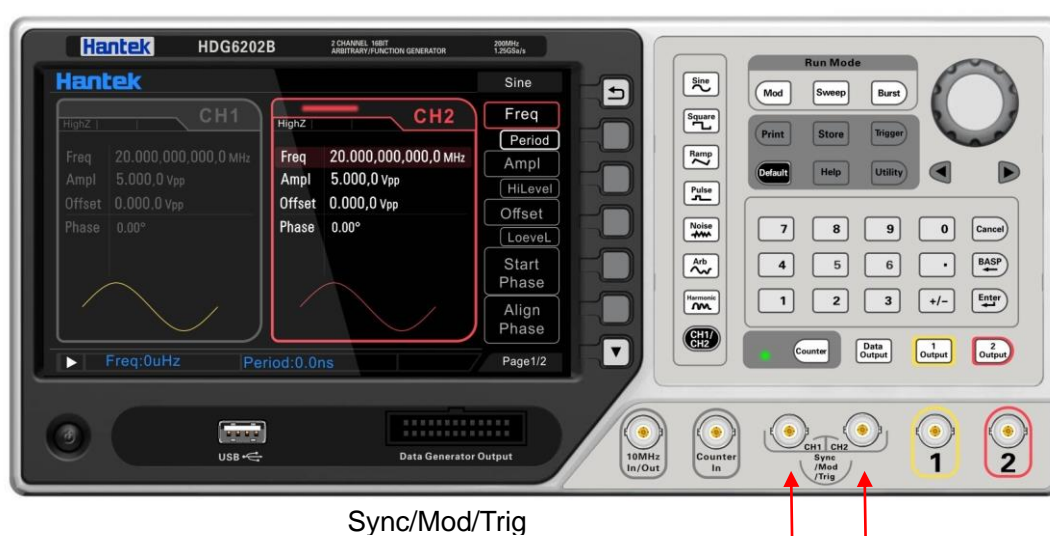 Hantek HDG6202B 2 CHANNEL 16BIT 200MHz
ARBITRARY/FUNCTION GENERATOR 1.25GSa/s
Hantek Sine
CH1
HighZ
Freq 20.000,000,000,0 MHz
Ampl 5.000,0 Vpp
Offset 0.000,0 Vpp
Phase 0.00°
CH2
HighZ
Freq 20.000,000,000,0 MHz
Ampl 5.000,0 Vpp
Offset 0.000,0 Vpp
Phase 0.00°
Freq
Period
Ampl
HiLevel
Offset
LoeveL
Start
Phase
Align
Phase
Freq:0uHz Period:0.0ns Page1/2
Sine
Square
Ramp
Pulse
Noise
Arb
Harmonic
CH1/
CH2
Run Mode
Mod Sweep Burst
Print Store Trigger
Default Help Utility
7 8 9 0 Cancel
4 5 6 . BASP
1 2 3 +/- Enter
Counter Data
Output 1
Output 2
Output
USB
Data Generator Output
10MHz
In/Out
Counter
In
CH1 CH2
Sync
/Mod
/Trig
1
2
Sync/Mod/Trig